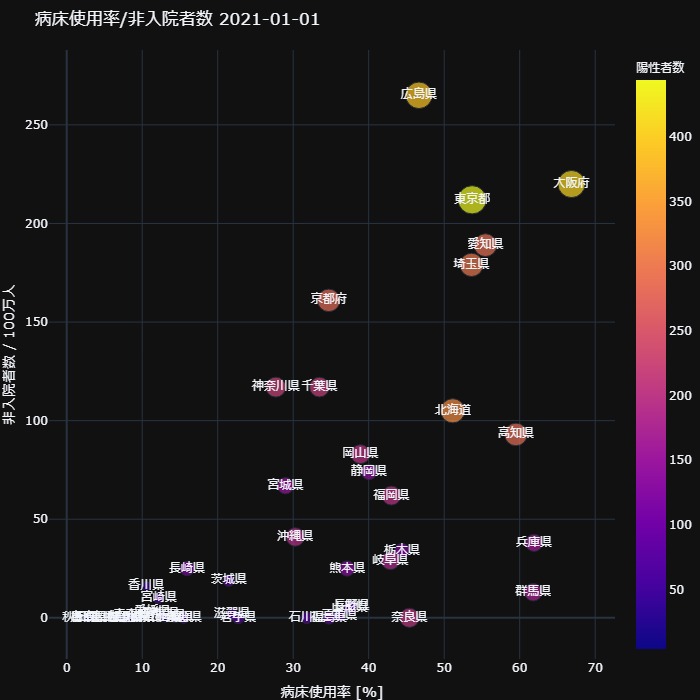 病床使用率/非入院者数 2021-01-01
陽性者数
広島県
250
400
大阪府
東京都
350
200
愛知県
埼玉県
300
京都府
150
250
神奈川県
千葉県
北海道
200
100
高知県
岡山県
静岡県
150
宮城県
福岡県
50
沖縄県
兵庫県
100
栃木県
岐阜県
長崎県
熊本県
茨城県
香川県
群馬県
50
宮崎県
滋賀県
0
奈良県
0
10
20
30
40
50
60
70
病床使用率 [%]
非入院者数 / 100万人